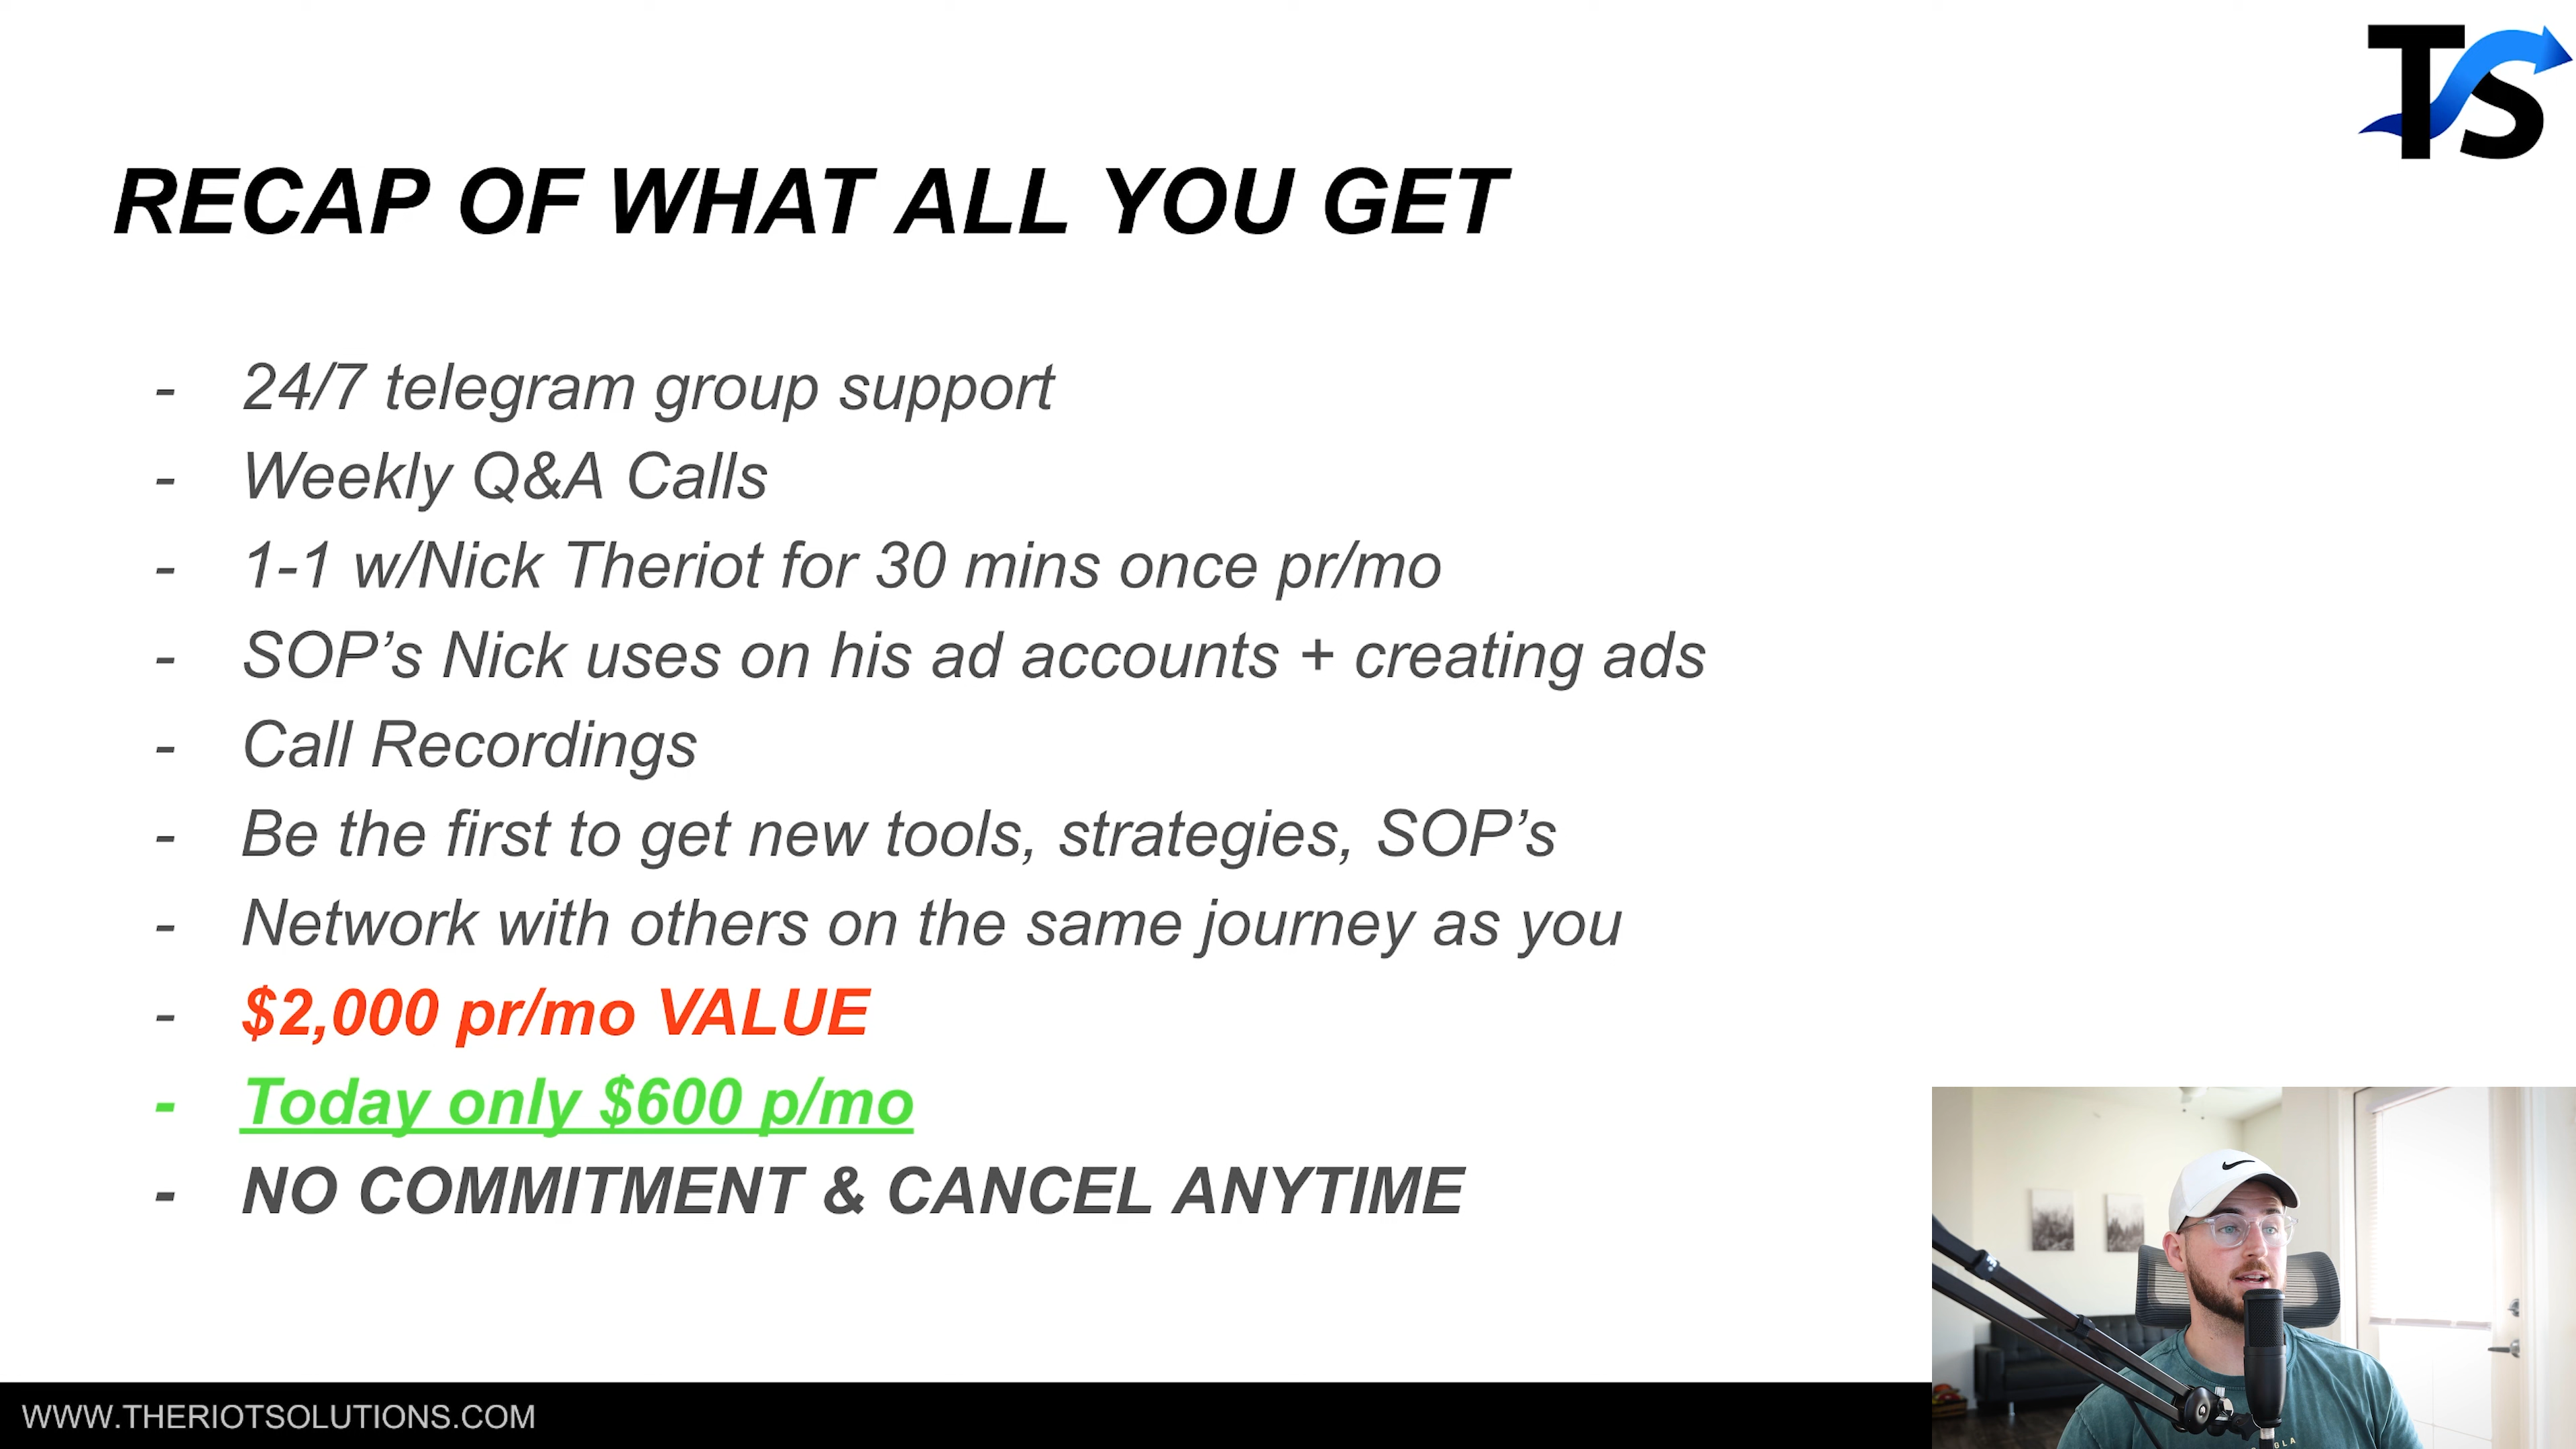 TS
RECAP OF WHAT ALL YOU GET
- 24/7 telegram group support
- Weekly Q&A Calls
- 1-1 w/Nick Theriot for 30 mins once pr/mo
- SOP’s Nick uses on his ad accounts + creating ads
- Call Recordings
- Be the first to get new tools, strategies, SOP’s
- Network with others on the same journey as you
- $2,000 pr/mo VALUE
- Today only $600 p/mo
- NO COMMITMENT & CANCEL ANYTIME
WWW.THERIOTSOLUTIONS.COM